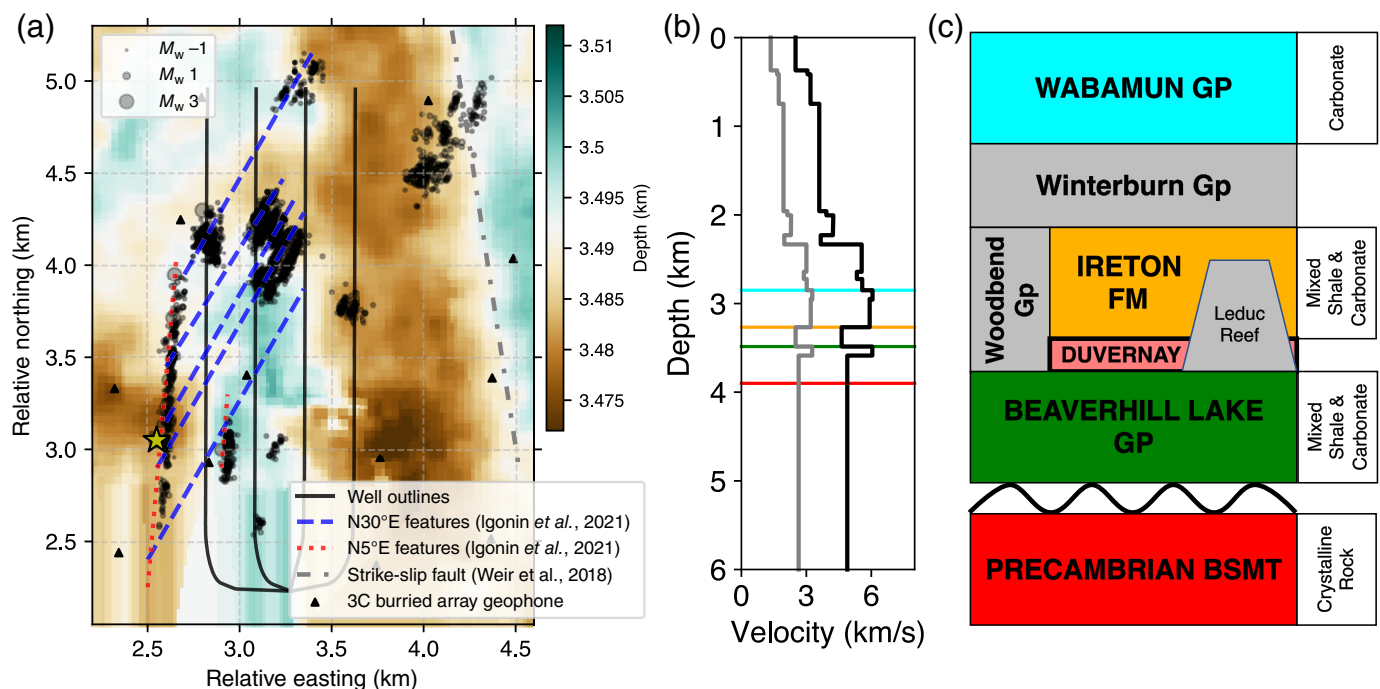 (a)
M_w −1
M_w 1
M_w 3
5.0
4.5
4.0
3.5
3.0
2.5
Relative northing (km)
2.5
3.0
3.5
4.0
4.5
Relative easting (km)
Well outlines
N30°E features (Igonin et al., 2021)
N5°E features (Igonin et al., 2021)
Strike-slip fault (Weir et al., 2018)
3C burried array geophone
3.51
3.505
3.5
3.495
3.49
3.485
3.48
3.475
Depth (km)
(b)
0
1
2
3
4
5
6
Depth (km)
0
3
6
Velocity (km/s)
(c)
WABAMUN GP
Carbonate
Winterburn Gp
Woodbend
Gp
IRETON
FM
Leduc
Reef
DUVERNAY
Mixed
Shale &
Carbonate
BEAVERHILL LAKE
GP
Mixed
Shale &
Carbonate
PRECAMBRIAN BSMT
Crystalline
Rock